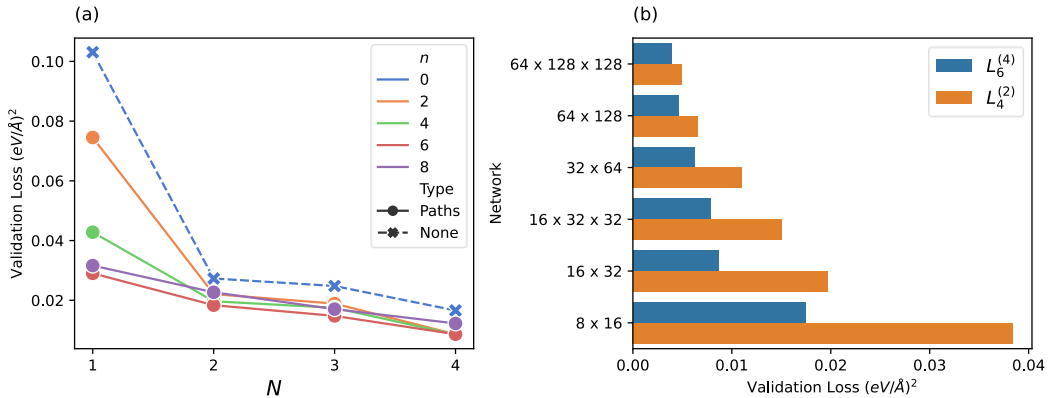 (a)
Validation Loss (eV/Å)²
0.10
0.08
0.06
0.04
0.02
1 2 3 4
N
n
0
2
4
6
8
Type
Paths
None
(b)
Network
64 x 128 x 128
64 x 128
32 x 64
16 x 32 x 32
16 x 32
8 x 16
L₆⁽⁴⁾
L₄⁽²⁾
0.00 0.01 0.02 0.03 0.04
Validation Loss (eV/Å)²